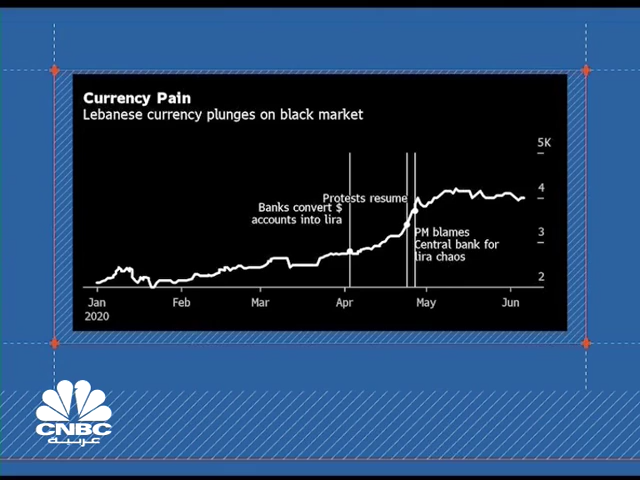 Currency Pain
Lebanese currency plunges on black market
5K
Protests resume
4
Banks convert $
accounts into lira
PM blames
Central bank for
lira chaos
3
2
Jan
Feb
Mar
Apr
May
Jun
2020
CNBC
عربية